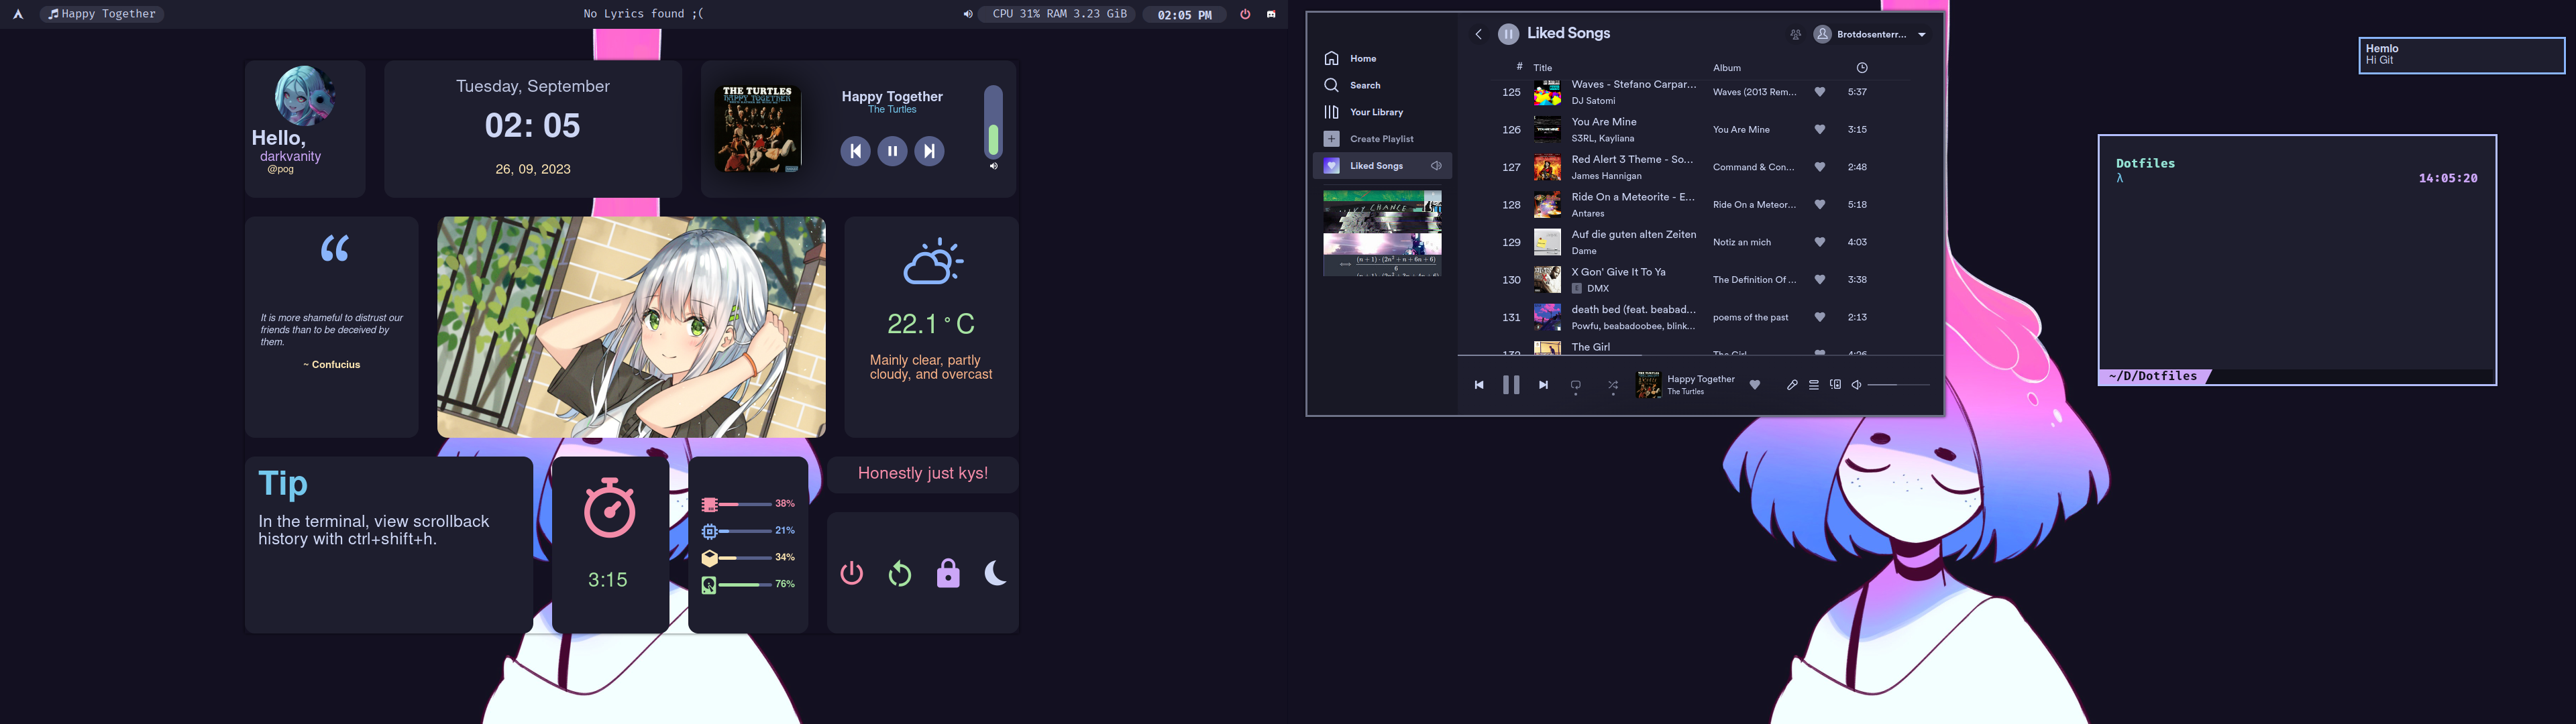 Happy Together
No Lyrics found ;(
CPU 31% RAM 3.23 GiB
02:05 PM
Hello,
darkvanity
@pog
Tuesday, September
02: 05
26, 09, 2023
THE TURTLES
HAPPY TOGETHER
Happy Together
The Turtles
“
It is more shameful to distrust our
friends than to be deceived by
them.
~ Confucius
22.1°C
Mainly clear, partly
cloudy, and overcast
Tip
In the terminal, view scrollback
history with ctrl+shift+h.
3:15
38%
21%
34%
76%
Honestly just kys!
Home
Search
Your Library
Create Playlist
Liked Songs
Liked Songs
Brotdosenterr...
# Title Album
125 Waves - Stefano Carpar... Waves (2013 Rem... 5:37
DJ Satomi
126 You Are Mine You Are Mine 3:15
S3RL, Kayliana
127 Red Alert 3 Theme - So... Command & Con... 2:48
James Hannigan
128 Ride On a Meteorite - E... Ride On a Meteor... 5:18
Antares
129 Auf die guten alten Zeiten Notiz an mich 4:03
Dame
130 X Gon' Give It To Ya The Definition Of ... 3:38
E DMX
131 death bed (feat. beabad... poems of the past 2:13
Powfu, beabadoobee, blink...
132 The Girl The Girl 4:26
Happy Together
The Turtles
Hemlo
Hi Git
Dotfiles
λ 14:05:20
~/D/Dotfiles